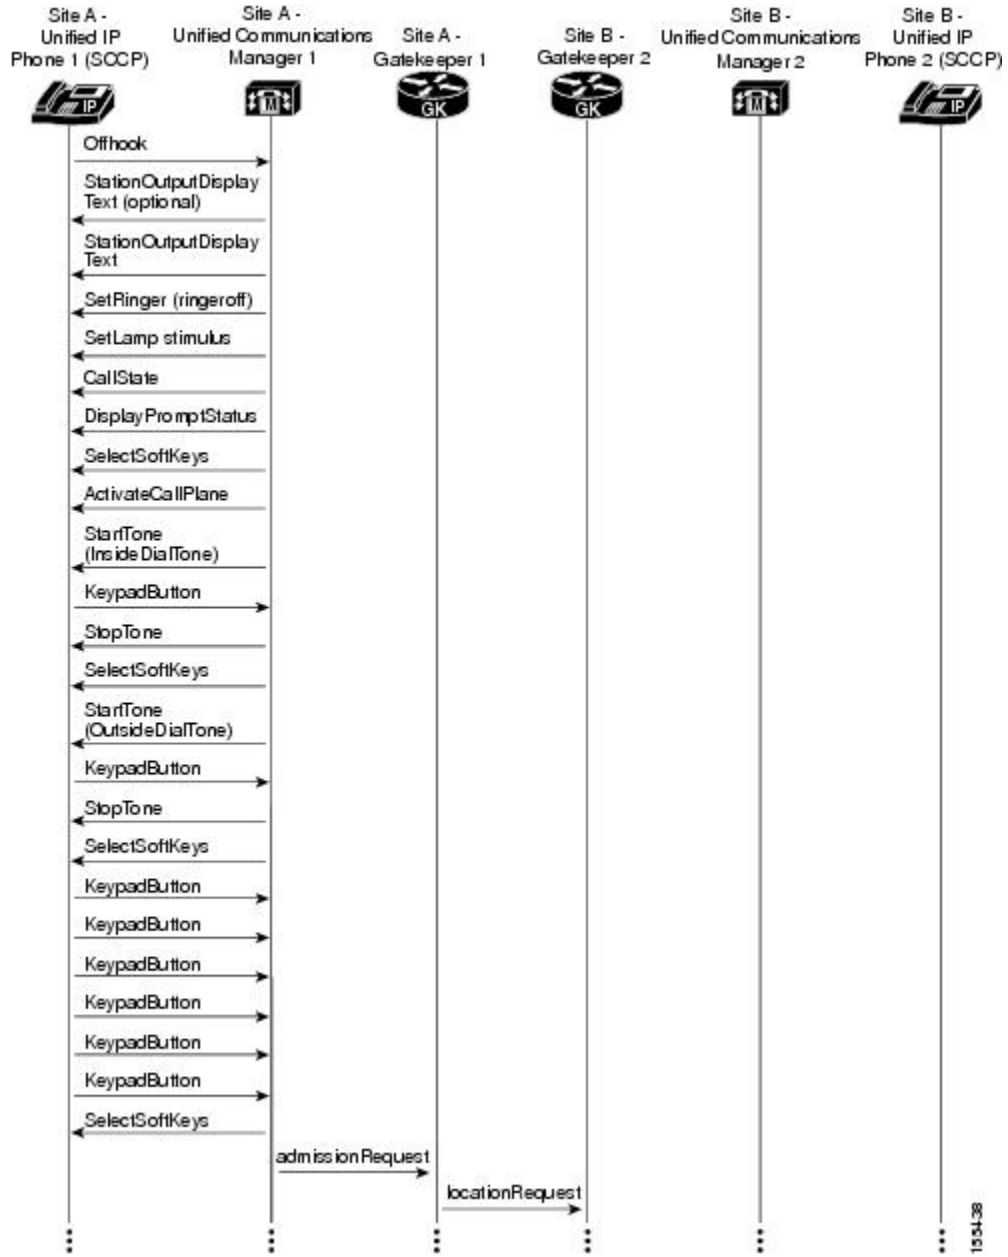 Site A -
Unified IP
Phone 1 (SCCP)
Site A -
Unified Communications
Manager 1
Site A -
Gatekeeper 1
Site B -
Gatekeeper 2
Site B -
Unified Communications
Manager 2
Site B -
Unified IP
Phone 2 (SCCP)
IP
M
GK
GK
M
IP
Offhook
StationOutputDisplay
Text (optional)
StationOutputDisplay
Text
SetRinger (ringeroff)
SetLamp stimulus
CallState
DisplayPromptStatus
SelectSoftKeys
ActivateCallPlane
StartTone
(InsideDialTone)
KeypadButton
StopTone
SelectSoftKeys
StartTone
(OutsideDialTone)
KeypadButton
StopTone
SelectSoftKeys
KeypadButton
KeypadButton
KeypadButton
KeypadButton
KeypadButton
KeypadButton
SelectSoftKeys
admissionRequest
locationRequest
155438